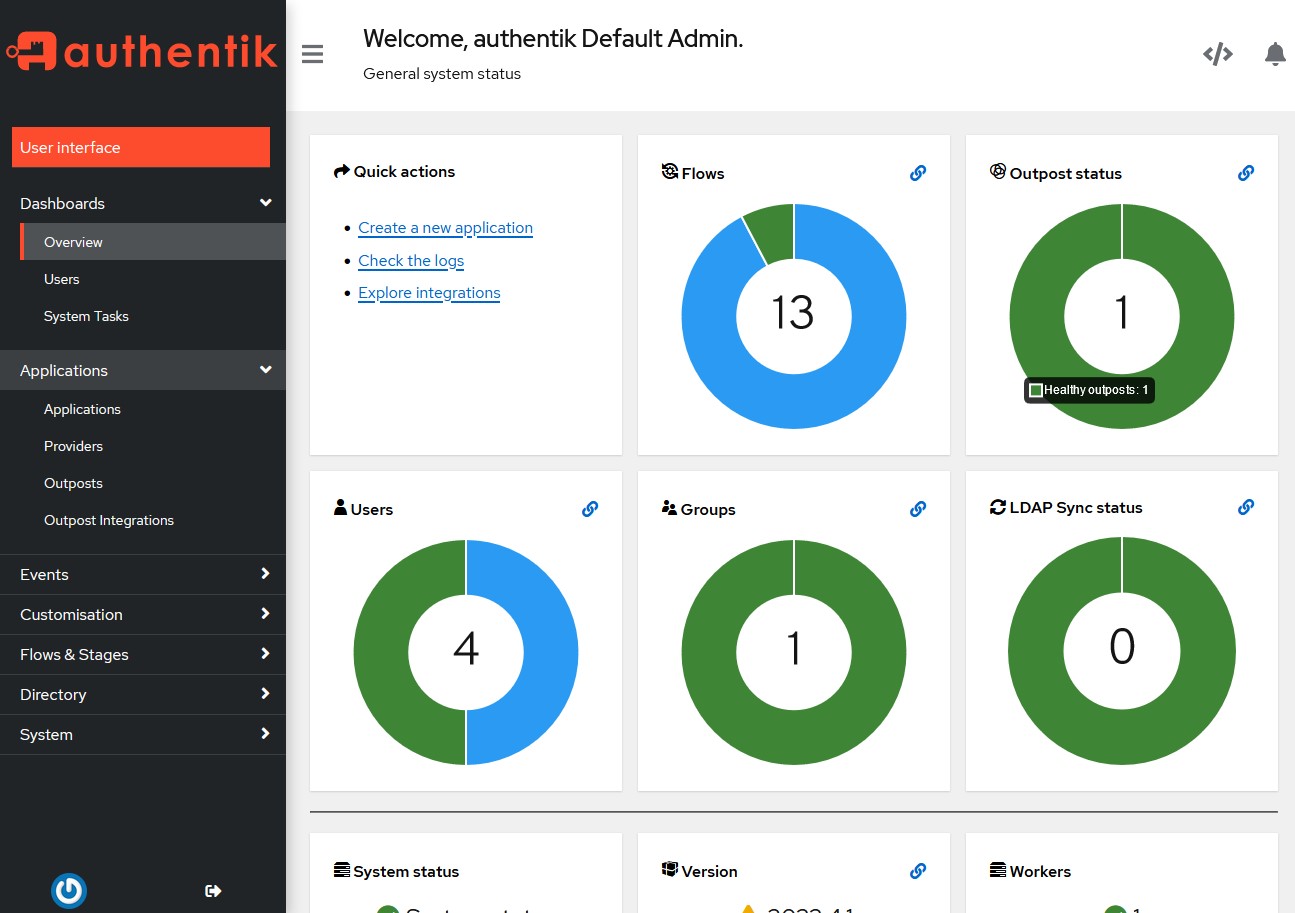 authentik
Welcome, authentik Default Admin.
General system status
User interface
Dashboards
Overview
Users
System Tasks
Applications
Applications
Providers
Outposts
Outpost Integrations
Events
Customisation
Flows & Stages
Directory
System
Quick actions
Create a new application
Check the logs
Explore integrations
Flows
13
Outpost status
1
Healthy outposts: 1
Users
4
Groups
1
LDAP Sync status
0
System status
Version
Workers
1